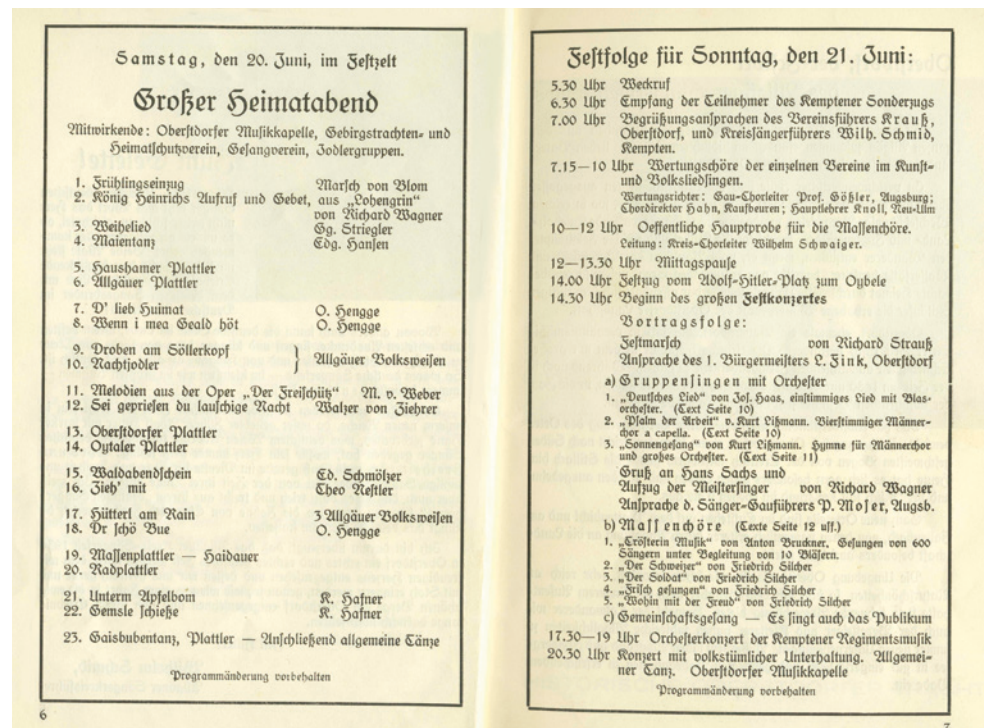 Samstag, den 20. Juni, im Festzelt
Großer Heimatabend
Mitwirkende: Oberstdorfer Musikkapelle, Gebirgstrachten- und
Heimatschutzverein, Gesangverein, Jodlergruppen.
1. Frühlingseinzug Marsch von Blom
2. König Heinrichs Aufruf und Gebet, aus „Lohengrin"
von Richard Wagner
3. Weihelied Gg. Striegler
4. Maientanz Edg. Hansen
5. Haushamer Plattler
6. Allgäuer Plattler
7. D' lieb Huimat O. Hengge
8. Wenn i mea Geald höt O. Hengge
9. Droben am Söllerkopf
10. Nachtjodler } Allgäuer Volksweisen
11. Melodien aus der Oper „Der Freischütz" M. v. Weber
12. Sei gepriesen du lauschige Nacht Walzer von Ziehrer
13. Oberstdorfer Plattler
14. Oytaler Plattler
15. Waldabendschein Ed. Schmölzer
16. Zieh' mit Theo Nestler
17. Hütterl am Rain 3 Allgäuer Volksweisen
18. Dr schö Bue O. Hengge
19. Massenplattler — Haidauer
20. Radplattler
21. Unterm Apfelbom K. Hafner
22. Gemsle schieße K. Hafner
23. Gaisbubentanz, Plattler — Anschließend allgemeine Tänze
Programmänderung vorbehalten
6
Festfolge für Sonntag, den 21. Juni:
5.30 Uhr Weckruf
6.30 Uhr Empfang der Teilnehmer des Kemptener Sonderzugs
7.00 Uhr Begrüßungsansprachen des Vereinsführers Krauß,
Oberstdorf, und Kreissängerführers Wilh. Schmid,
Kempten.
7.15—10 Uhr Wertungschöre der einzelnen Vereine im Kunst-
und Volksliedsingen.
Wertungsrichter: Gau-Chorleiter Prof. Gößler, Augsburg;
Chordirektor Hahn, Kaufbeuren; Hauptlehrer Knoll, Neu-Ulm
10—12 Uhr Oeffentliche Hauptprobe für die Massenchöre.
Leitung: Kreis-Chorleiter Wilhelm Schwaiger.
12—13.30 Uhr Mittagspause
14.00 Uhr Festzug vom Adolf-Hitler-Platz zum Oybele
14.30 Uhr Beginn des großen Festkonzertes
Vortragsfolge:
Festmarsch von Richard Strauß
Ansprache des 1. Bürgermeisters L. Fink, Oberstdorf
a) Gruppensingen mit Orchester
1. „Deutsches Lied" von Jos. Haas, einstimmiges Lied mit Blas-
orchester. (Text Seite 10)
2. „Psalm der Arbeit" v. Kurt Lißmann. Vierstimmiger Männer-
chor a capella. (Text Seite 10)
3. „Sonnengesang" von Kurt Lißmann. Hymne für Männerchor
und großes Orchester. (Text Seite 11)
Gruß an Hans Sachs und
Aufzug der Meistersinger von Richard Wagner
Ansprache d. Sänger-Gauführers P. Moser, Augsb.
b) Massenchöre (Texte Seite 12 uff.)
1. „Trösterin Musik" von Anton Bruckner. Gesungen von 600
Sängern unter Begleitung von 10 Bläsern.
2. „Der Schweizer" von Friedrich Silcher
3. „Der Soldat" von Friedrich Silcher
4. „Frisch gesungen" von Friedrich Silcher
5. „Wohin mit der Freud" von Friedrich Silcher
c) Gemeinschaftsgesang — Es singt auch das Publikum
17.30—19 Uhr Orchesterkonzert der Kemptener Regimentsmusik
20.30 Uhr Konzert mit volkstümlicher Unterhaltung. Allgemei-
ner Tanz. Oberstdorfer Musikkapelle
Programmänderung vorbehalten
7